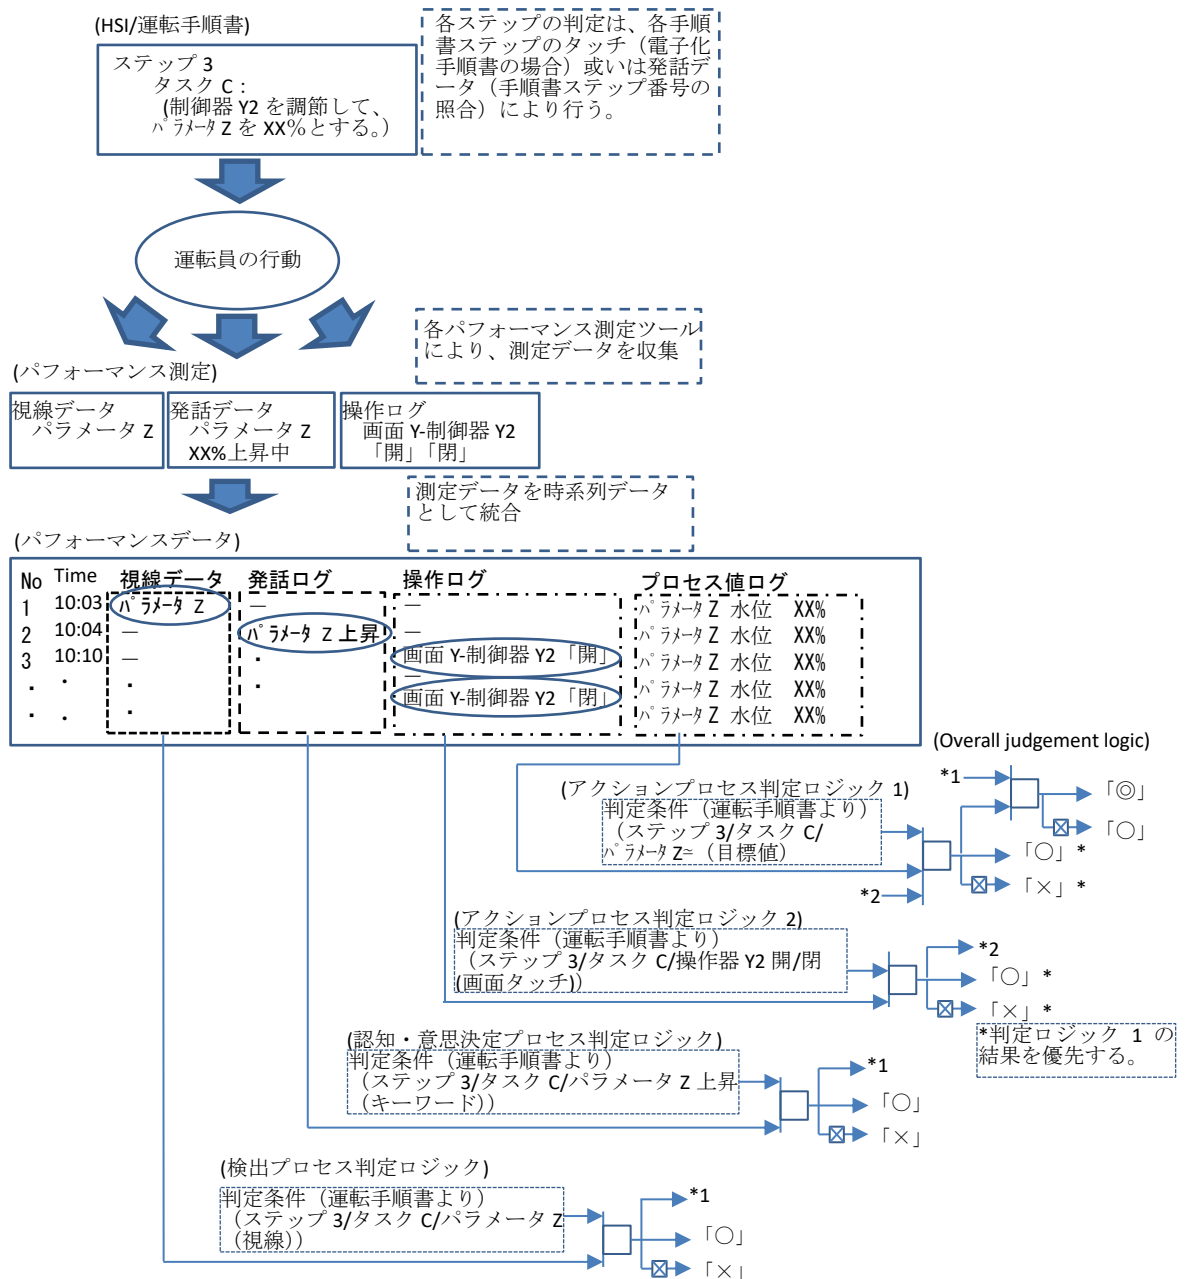 (HSI/運転手順書)
ステップ 3
タスク C：
(制御器 Y2 を調節して、
ﾊﾟﾗﾒｰﾀ Z を XX％とする。)
各ステップの判定は、各手順
書ステップのタッチ（電子化
手順書の場合）或いは発話デ
ータ（手順書ステップ番号の
照合）により行う。
運転員の行動
各パフォーマンス測定ツール
により、測定データを収集
(パフォーマンス測定)
視線データ
パラメータ Z
発話データ
パラメータ Z
XX%上昇中
操作ログ
画面 Y-制御器 Y2
「開」「閉」
測定データを時系列データ
として統合
(パフォーマンスデータ)
No Time 視線データ 発話ログ 操作ログ プロセス値ログ
1 10:03 ﾊﾟﾗﾒｰﾀ Z － － ﾊﾟﾗﾒｰﾀ Z 水位 XX%
2 10:04 － ﾊﾟﾗﾒｰﾀ Z 上昇 － ﾊﾟﾗﾒｰﾀ Z 水位 XX%
3 10:10 － ・ 画面 Y-制御器 Y2「開」 ﾊﾟﾗﾒｰﾀ Z 水位 XX%
・ ・ ・ ・ － ﾊﾟﾗﾒｰﾀ Z 水位 XX%
・ ・ ・ 画面 Y-制御器 Y2「閉」 ﾊﾟﾗﾒｰﾀ Z 水位 XX%
(Overall judgement logic)
*1
「◎」
「○」
(アクションプロセス判定ロジック 1)
判定条件（運転手順書より）
（ステップ 3/タスク C/
ﾊﾟﾗﾒｰﾀ Z≃（目標値）
「○」*
「×」*
*2
(アクションプロセス判定ロジック 2)
判定条件（運転手順書より）
（ステップ 3/タスク C/操作器 Y2 開/閉
(画面タッチ))
*2
「○」*
「×」*
*判定ロジック 1 の
結果を優先する。
(認知・意思決定プロセス判定ロジック)
判定条件（運転手順書より）
（ステップ 3/タスク C/パラメータ Z 上昇
（キーワード））
*1
「○」
「×」
(検出プロセス判定ロジック)
判定条件（運転手順書より）
（ステップ 3/タスク C/パラメータ Z
（視線））
*1
「○」
「×」